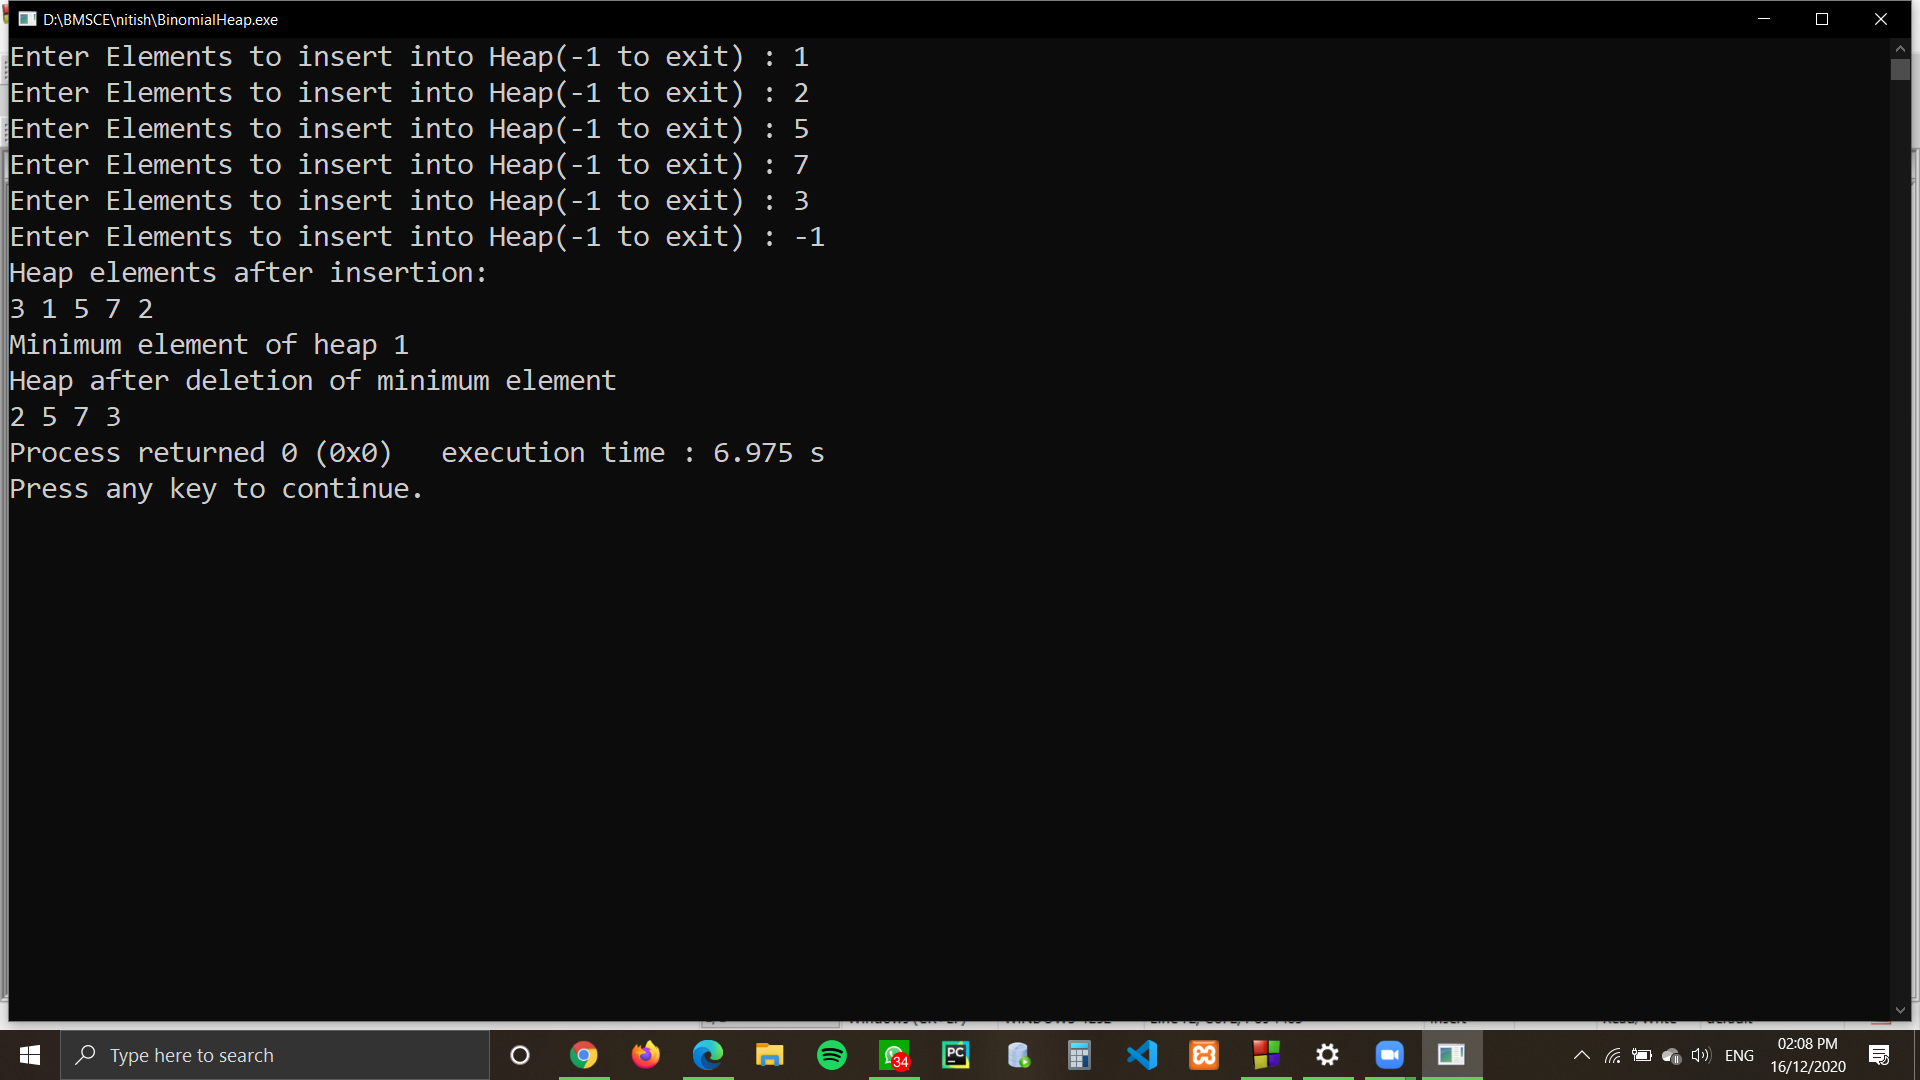 D:\BMSCE\nitish\BinomialHeap.exe
Enter Elements to insert into Heap(-1 to exit) : 1
Enter Elements to insert into Heap(-1 to exit) : 2
Enter Elements to insert into Heap(-1 to exit) : 5
Enter Elements to insert into Heap(-1 to exit) : 7
Enter Elements to insert into Heap(-1 to exit) : 3
Enter Elements to insert into Heap(-1 to exit) : -1
Heap elements after insertion:
3 1 5 7 2
Minimum element of heap 1
Heap after deletion of minimum element
2 5 7 3
Process returned 0 (0x0)   execution time : 6.975 s
Press any key to continue.
Type here to search
34
PC
ENG
02:08 PM
16/12/2020